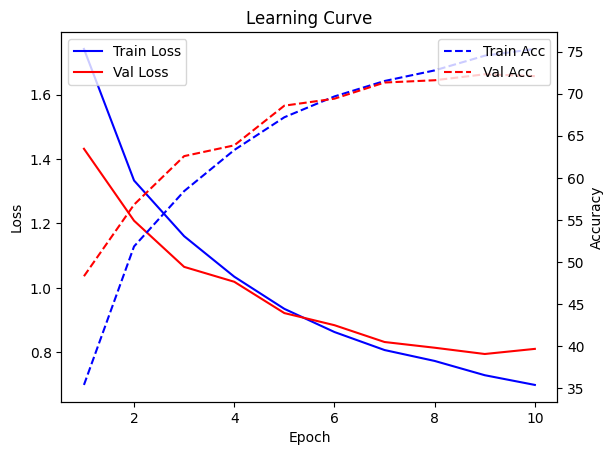 Learning Curve
Train Loss
Val Loss
Train Acc
Val Acc
1.6
1.4
1.2
1.0
0.8
Loss
75
70
65
60
55
50
45
40
35
Accuracy
2 4 6 8 10
Epoch